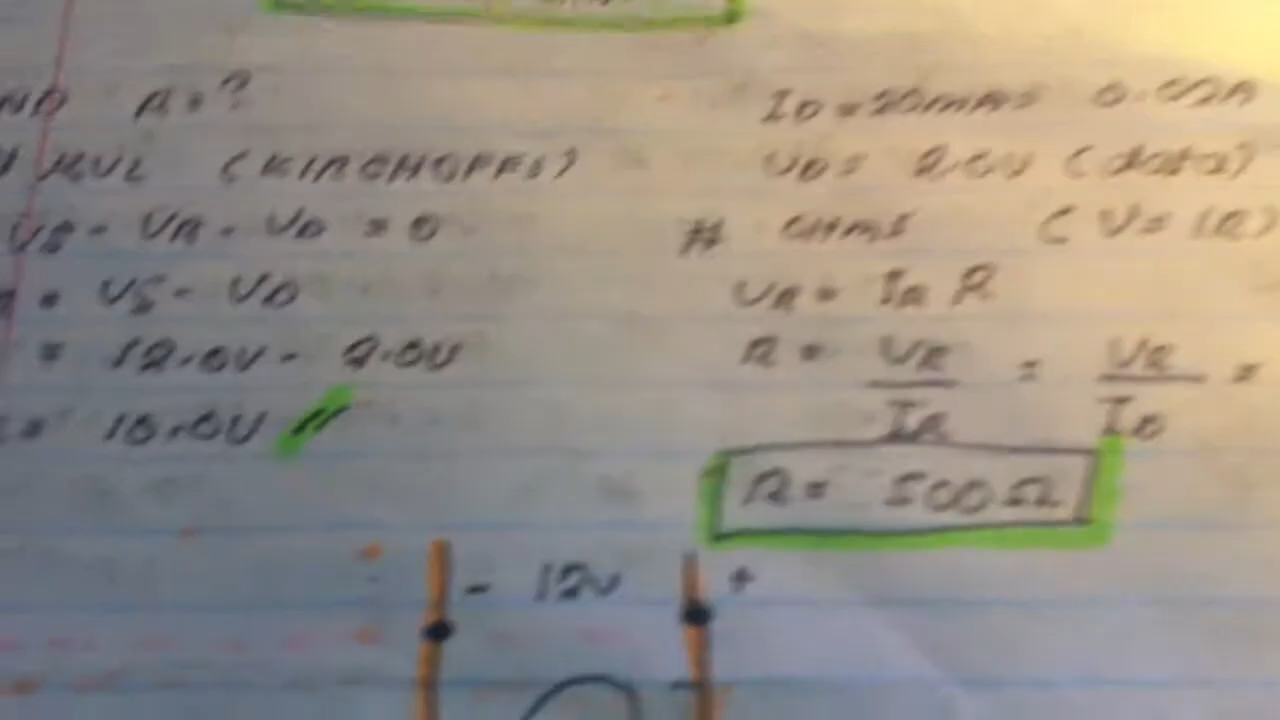 R = ?
KVL (KIRCHOFFS)
VS - VR - VD = 0
= VS - VD
= 12.0V - 2.0V
= 10.0V //
ID = 20mA = 0.02A
VD = 2.0V (data)
# OHMS (V = IR)
VR = IR R
R = VR/IR = VR/ID =
R = 500Ω
- 12V +